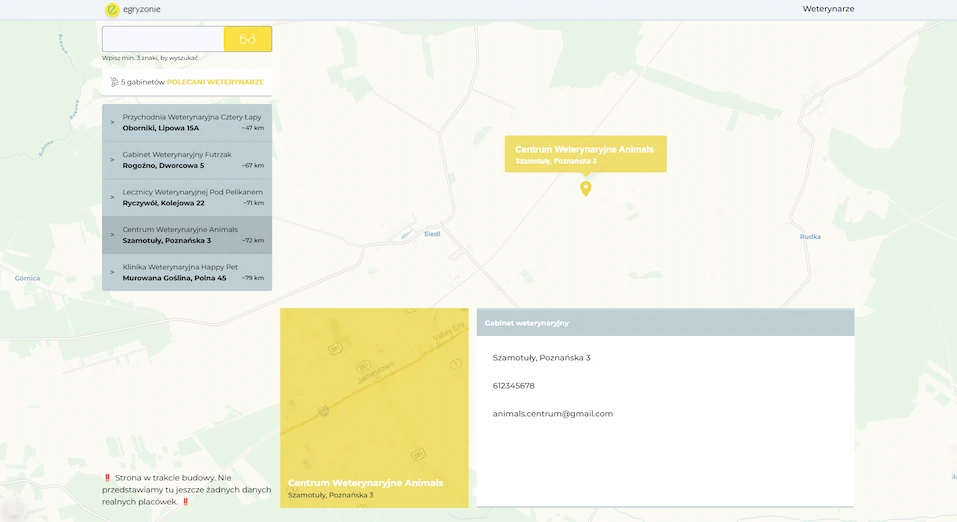 egryzonie
Weterynarze
Wpisz min. 3 znaki, by wyszukać
5 gabinetów POLECANI WETERYNARZE
> Przychodnia Weterynaryjna Cztery Łapy
Oborniki, Lipowa 15A ~47 km
> Gabinet Weterynaryjny Futrzak
Rogoźno, Dworcowa 5 ~67 km
> Lecznicy Weterynaryjnej Pod Pelikanem
Ryczywół, Kolejowa 22 ~71 km
> Centrum Weterynaryjne Animals
Szamotuły, Poznańska 3 ~72 km
> Klinika Weterynaryjna Happy Pet
Murowana Goślina, Polna 45 ~79 km
Centrum Weterynaryjne Animals
Szamotuły, Poznańska 3
Siedl
Rudka
Górnica
Gabinet weterynaryjny
Szamotuły, Poznańska 3
612345678
animals.centrum@gmail.com
Valley City
Jamestown
Centrum Weterynaryjne Animals
Szamotuły, Poznańska 3
‼ Strona w trakcie budowy. Nie
przedstawiamy tu jeszcze żadnych danych
realnych placówek. ‼